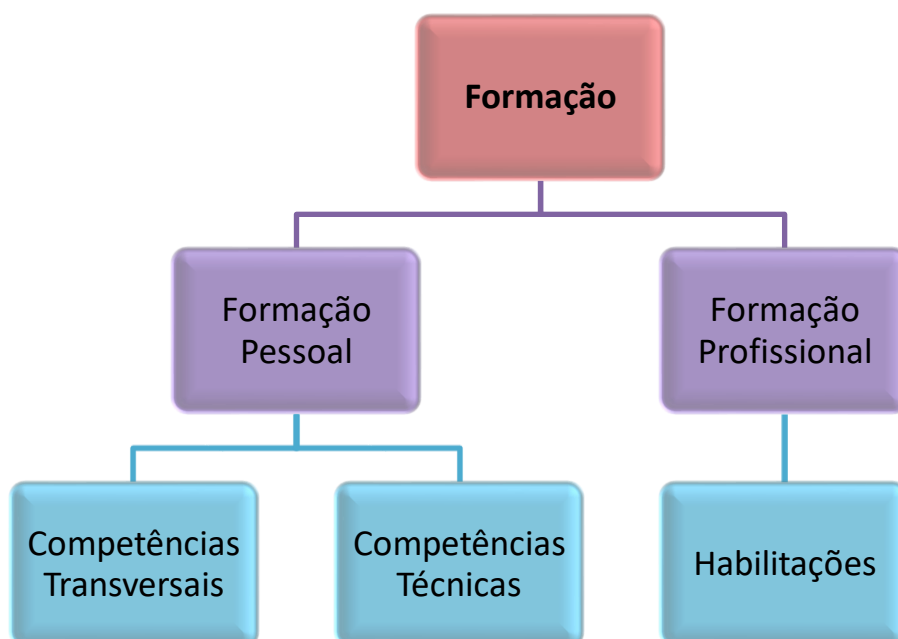 Formação
Formação
Pessoal
Formação
Profissional
Competências
Transversais
Competências
Técnicas
Habilitações